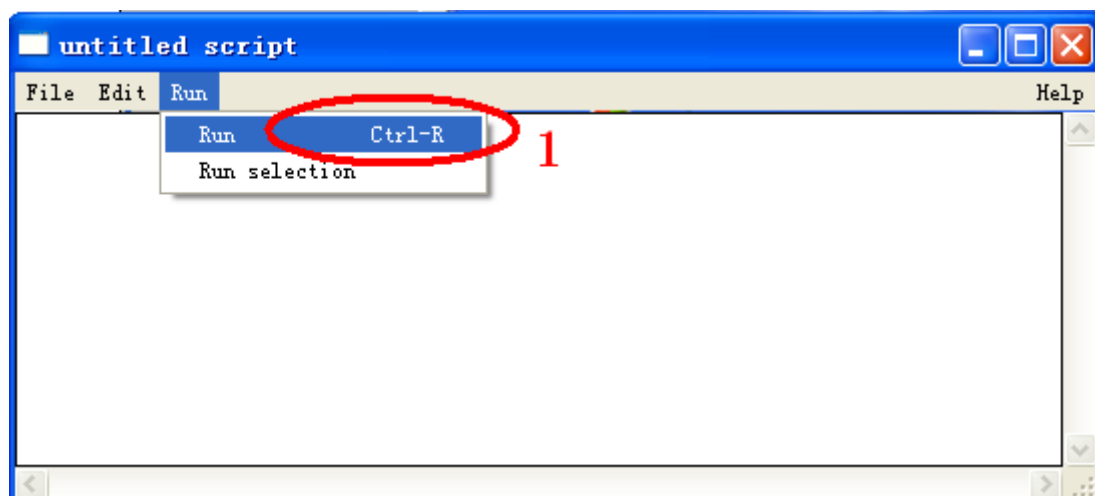 untitled script
File Edit Run Help
Run Ctrl-R
1
Run selection